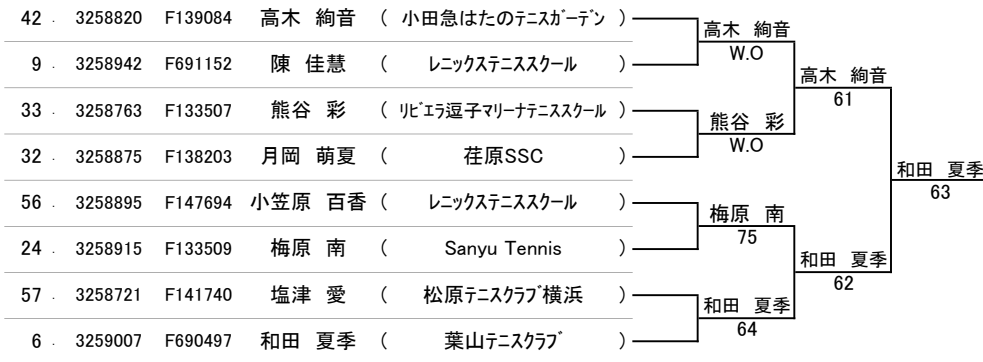 42 . 3258820 F139084 高木 絢音 ( 小田急はたのテニスガーデン )
高木 絢音
W.O
9 . 3258942 F691152 陳 佳慧 ( レニックステニススクール )
高木 絢音
61
33 . 3258763 F133507 熊谷 彩 ( リビエラ逗子マリーナテニススクール )
熊谷 彩
W.O
32 . 3258875 F138203 月岡 萌夏 ( 荏原SSC )
和田 夏季
63
56 . 3258895 F147694 小笠原 百香 ( レニックステニススクール )
梅原 南
75
24 . 3258915 F133509 梅原 南 ( Sanyu Tennis )
和田 夏季
62
57 . 3258721 F141740 塩津 愛 ( 松原テニスクラブ横浜 )
和田 夏季
64
6 . 3259007 F690497 和田 夏季 ( 葉山テニスクラブ )